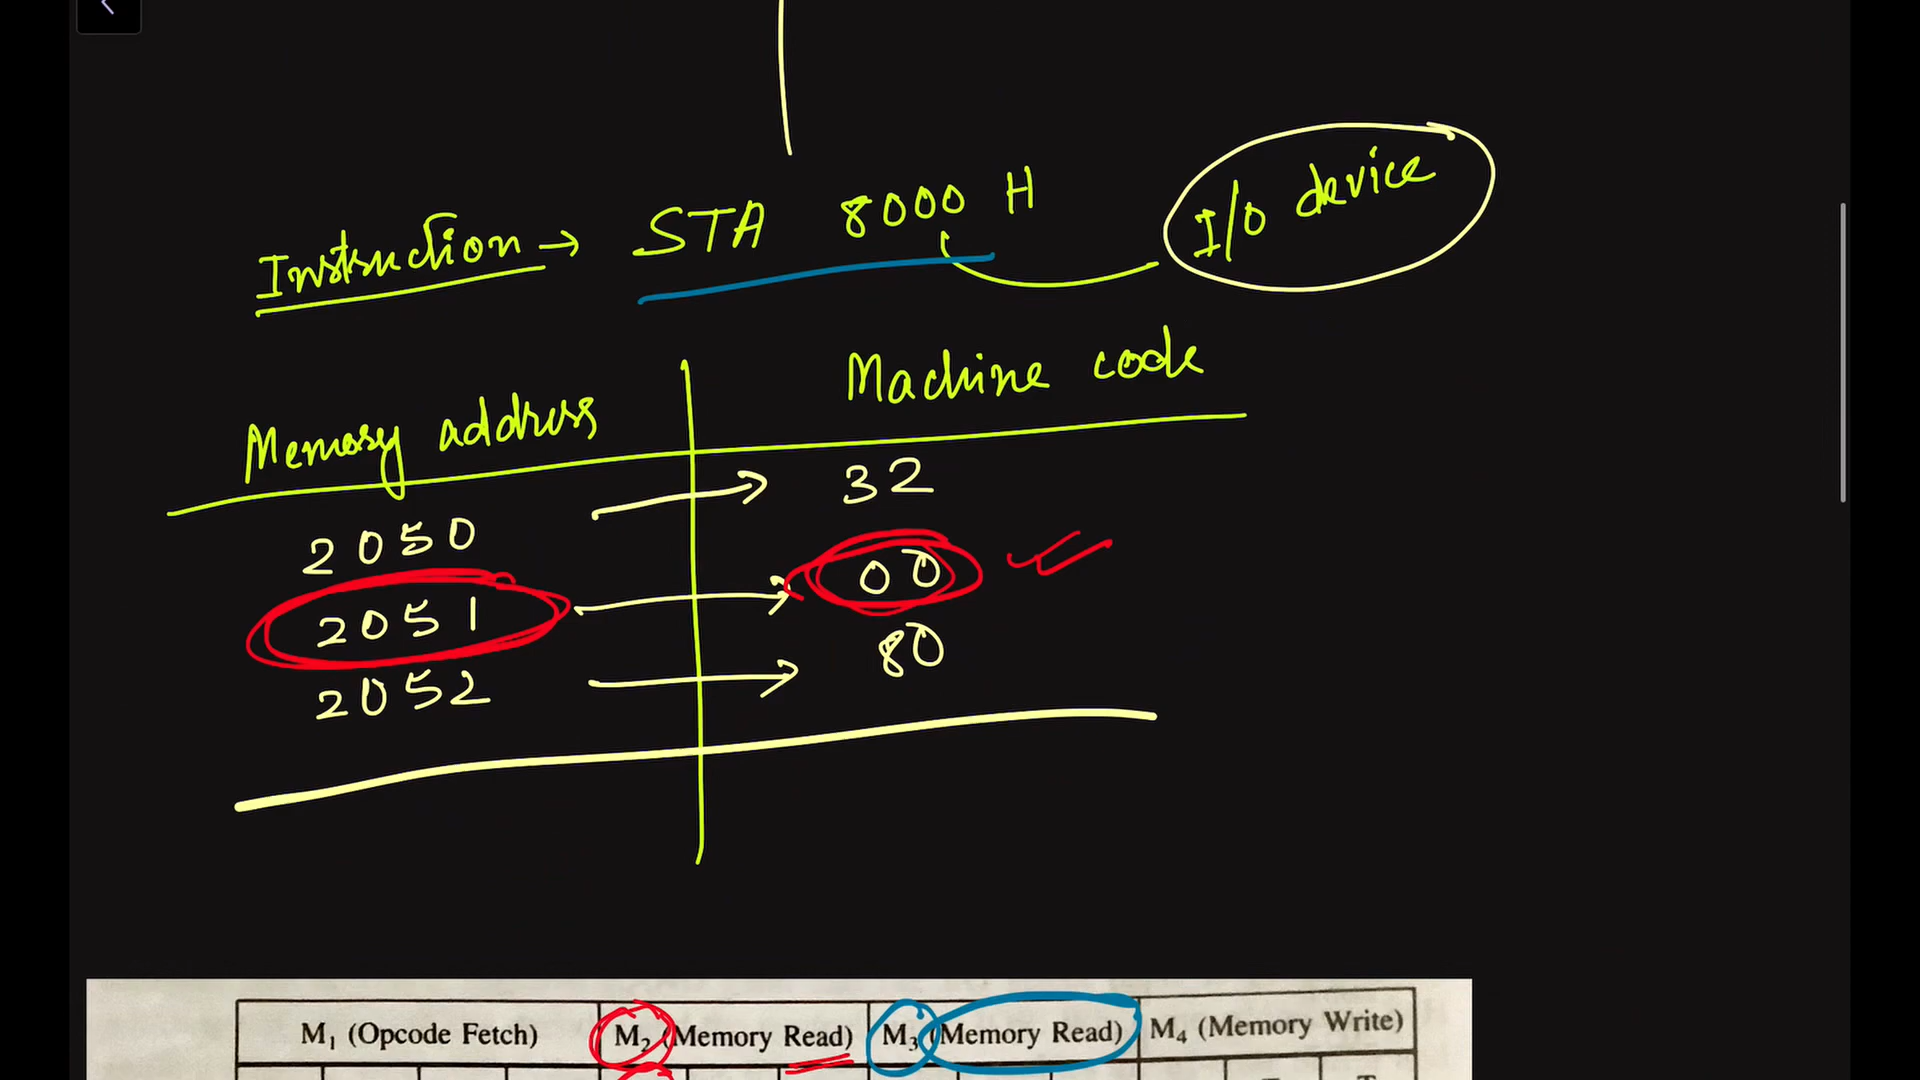 Instruction → STA 8000 H I/O device
Memory address Machine code
2050 → 32
2051 → 00
2052 → 80
M1 (Opcode Fetch) M2 (Memory Read) M3 (Memory Read) M4 (Memory Write)